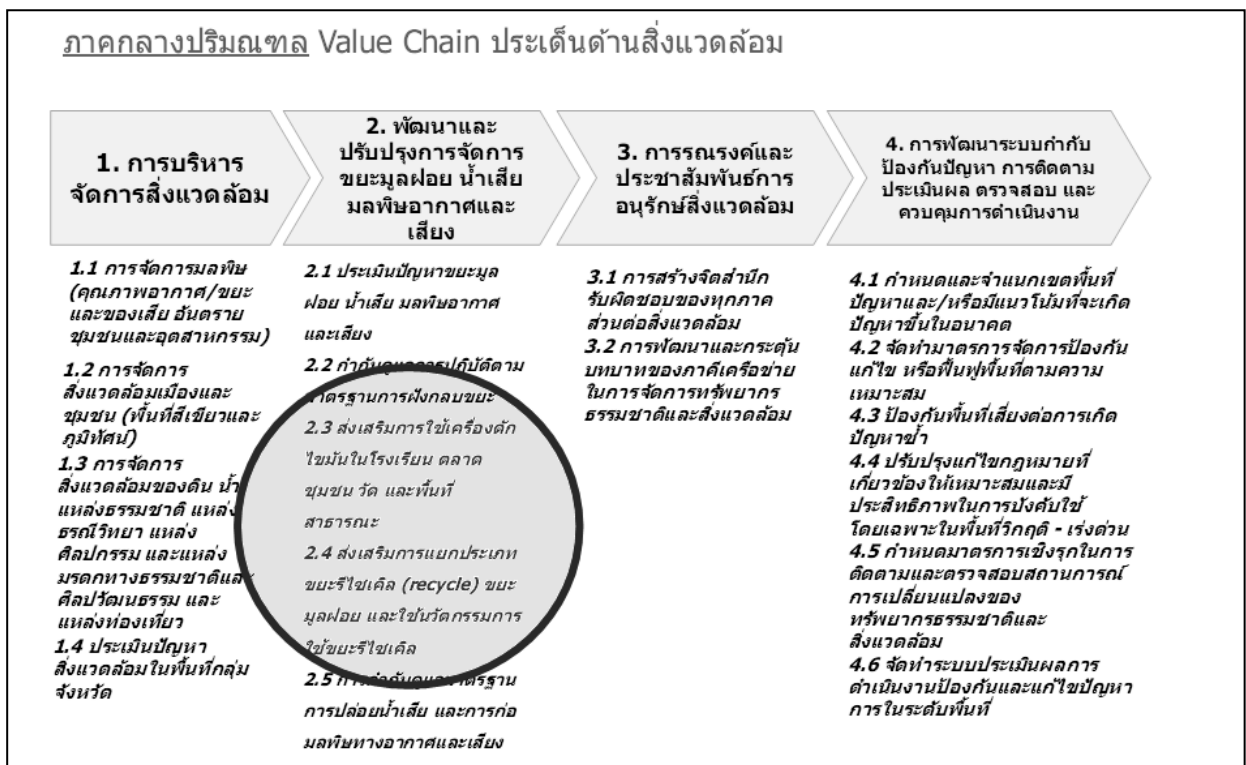 ภาคกลางปริมณฑล Value Chain ประเด็นด้านสิ่งแวดล้อม
1. การบริหาร
จัดการสิ่งแวดล้อม
2. พัฒนาและ
ปรับปรุงการจัดการ
ขยะมูลฝอย น้ำเสีย
มลพิษอากาศและ
เสียง
3. การรณรงค์และ
ประชาสัมพันธ์การ
อนุรักษ์สิ่งแวดล้อม
4. การพัฒนาระบบกำกับ
ป้องกันปัญหา การติดตาม
ประเมินผล ตรวจสอบ และ
ควบคุมการดำเนินงาน
1.1 การจัดการมลพิษ
(คุณภาพอากาศ/ขยะ
และของเสีย อันตราย
ชุมชนและอุตสาหกรรม)
1.2 การจัดการ
สิ่งแวดล้อมเมืองและ
ชุมชน (พื้นที่สีเขียวและ
ภูมิทัศน์)
1.3 การจัดการ
สิ่งแวดล้อมของดิน น้ำ
แหล่งธรรมชาติ แหล่ง
ธรณีวิทยา แหล่ง
ศิลปกรรม และแหล่ง
มรดกทางธรรมชาติและ
ศิลปวัฒนธรรม และ
แหล่งท่องเที่ยว
1.4 ประเมินปัญหา
สิ่งแวดล้อมในพื้นที่กลุ่ม
จังหวัด
2.1 ประเมินปัญหาขยะมูล
ฝอย น้ำเสีย มลพิษอากาศ
และเสียง
2.2 กำกับดูแลการปฏิบัติตาม
มาตรฐานการฝังกลบขยะ
2.3 ส่งเสริมการใช้เครื่องดัก
ไขมันในโรงเรียน ตลาด
ชุมชน วัด และพื้นที่
สาธารณะ
2.4 ส่งเสริมการแยกประเภท
ขยะรีไซเคิล (recycle) ขยะ
มูลฝอย และใช้นวัตกรรมการ
ใช้ขยะรีไซเคิล
2.5 การกำกับดูแลมาตรฐาน
การปล่อยน้ำเสีย และการก่อ
มลพิษทางอากาศและเสียง
3.1 การสร้างจิตสำนึก
รับผิดชอบของทุกภาค
ส่วนต่อสิ่งแวดล้อม
3.2 การพัฒนาและกระตุ้น
บทบาทของภาคีเครือข่าย
ในการจัดการทรัพยากร
ธรรมชาติและสิ่งแวดล้อม
4.1 กำหนดและจำแนกเขตพื้นที่
ปัญหาและ/หรือมีแนวโน้มที่จะเกิด
ปัญหาขึ้นในอนาคต
4.2 จัดทำมาตรการจัดการป้องกัน
แก้ไข หรือฟื้นฟูพื้นที่ตามความ
เหมาะสม
4.3 ป้องกันพื้นที่เสี่ยงต่อการเกิด
ปัญหาซ้ำ
4.4 ปรับปรุงแก้ไขกฎหมายที่
เกี่ยวข้องให้เหมาะสมและมี
ประสิทธิภาพในการบังคับใช้
โดยเฉพาะในพื้นที่วิกฤติ - เร่งด่วน
4.5 กำหนดมาตรการเชิงรุกในการ
ติดตามและตรวจสอบสถานการณ์
การเปลี่ยนแปลงของ
ทรัพยากรธรรมชาติและ
สิ่งแวดล้อม
4.6 จัดทำระบบประเมินผลการ
ดำเนินงานป้องกันและแก้ไขปัญหา
การในระดับพื้นที่